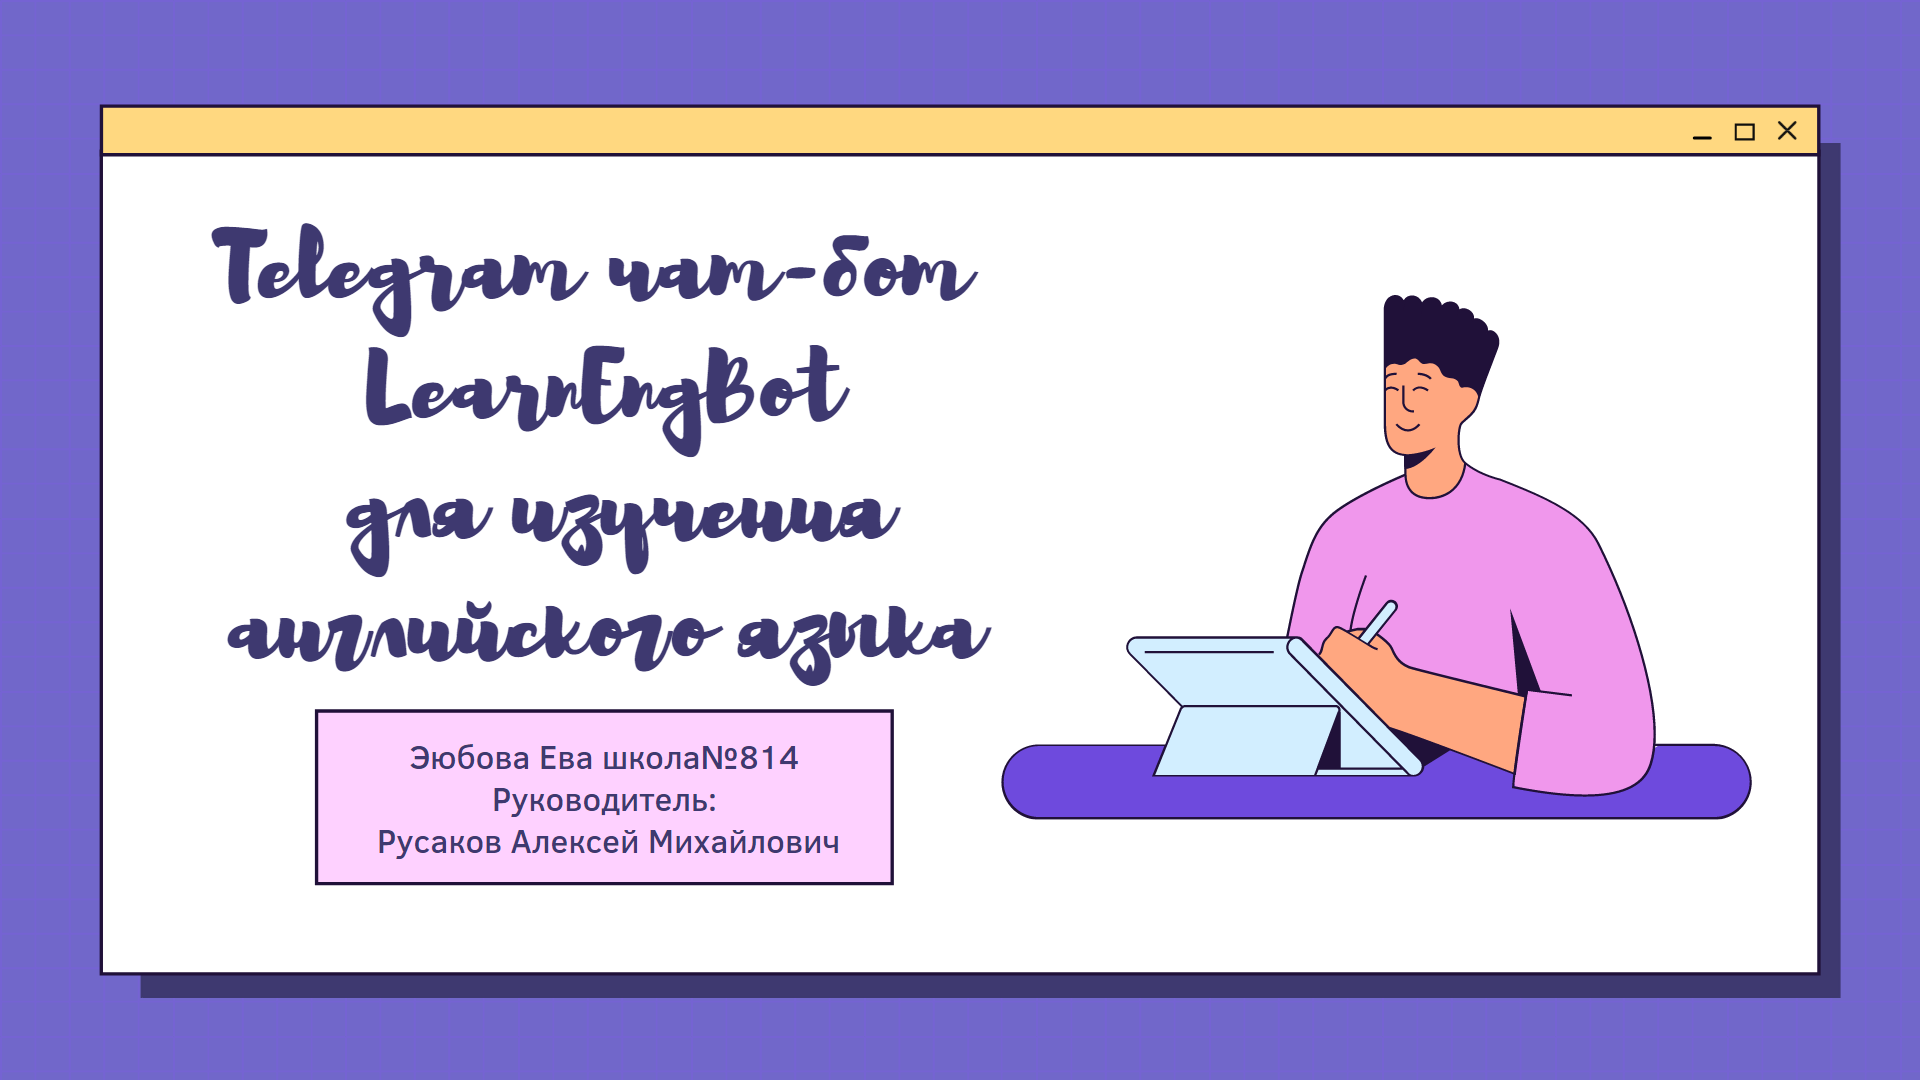 Telegram чат-бот
LearnEngBot
для изучения
английского языка
Эюбова Ева школа№814
Руководитель:
Русаков Алексей Михайлович